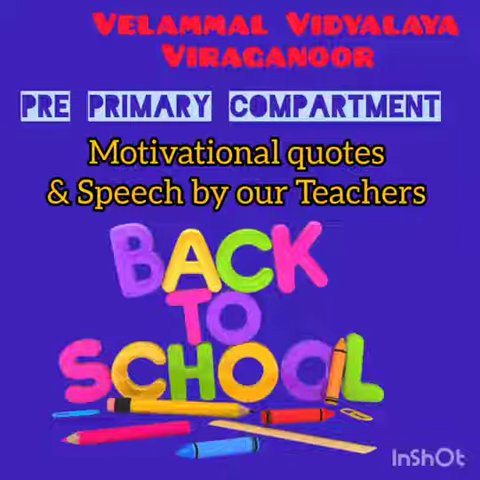 Velammal Vidyalaya
Viraganoor
PRE PRIMARY COMPARTMENT
Motivational quotes
& Speech by our Teachers
BACK
TO
SCHOOL
InShOt